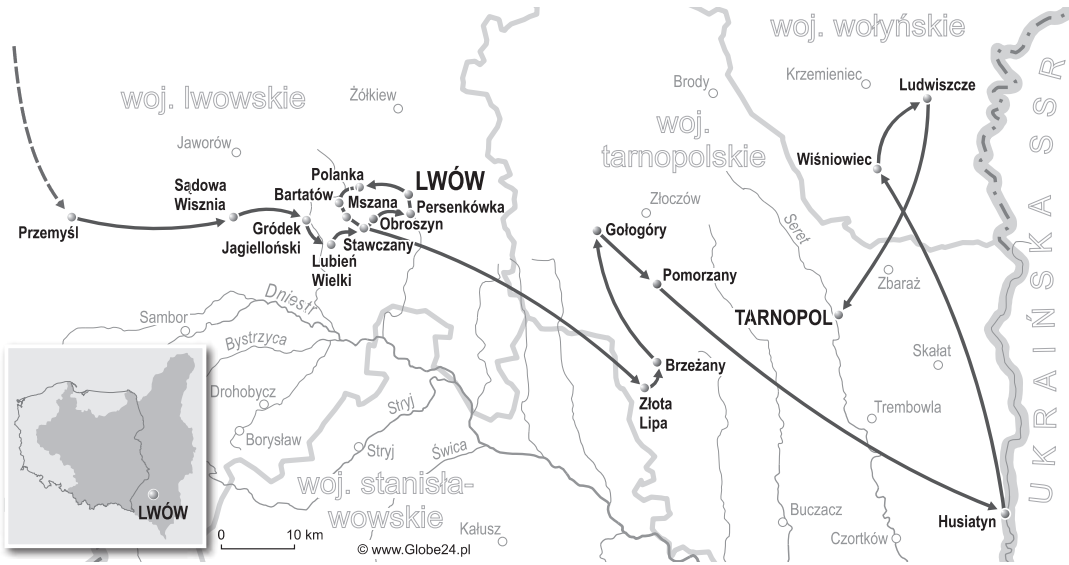 woj. wołyńskie
Krzemieniec
Ludwiszcze
Brody
woj. lwowskie
Żółkiew
woj.
tarnopolskie
Jaworów
Wiśniowiec
Polanka
LWÓW
Sądowa
Wisznia
Bartatów
Mszana
Persenkówka
Złoczów
Przemyśl
Gródek
Jagielloński
Obroszyn
Stawczany
Gołogóry
Seret
Lubień
Wielki
Pomorzany
Zbaraż
Dniestr
Sambor
TARNOPOL
Bystrzyca
Skałat
Brzeżany
Drohobycz
Stryj
Złota
Lipa
Trembowla
Borysław
Stryj
Świca
woj. stanisła-
wowskie
LWÓW
Buczacz
Husiatyn
Kałusz
Czortków
0 10 km
© www.Globe24.pl
UKRAIŃSKA SSR